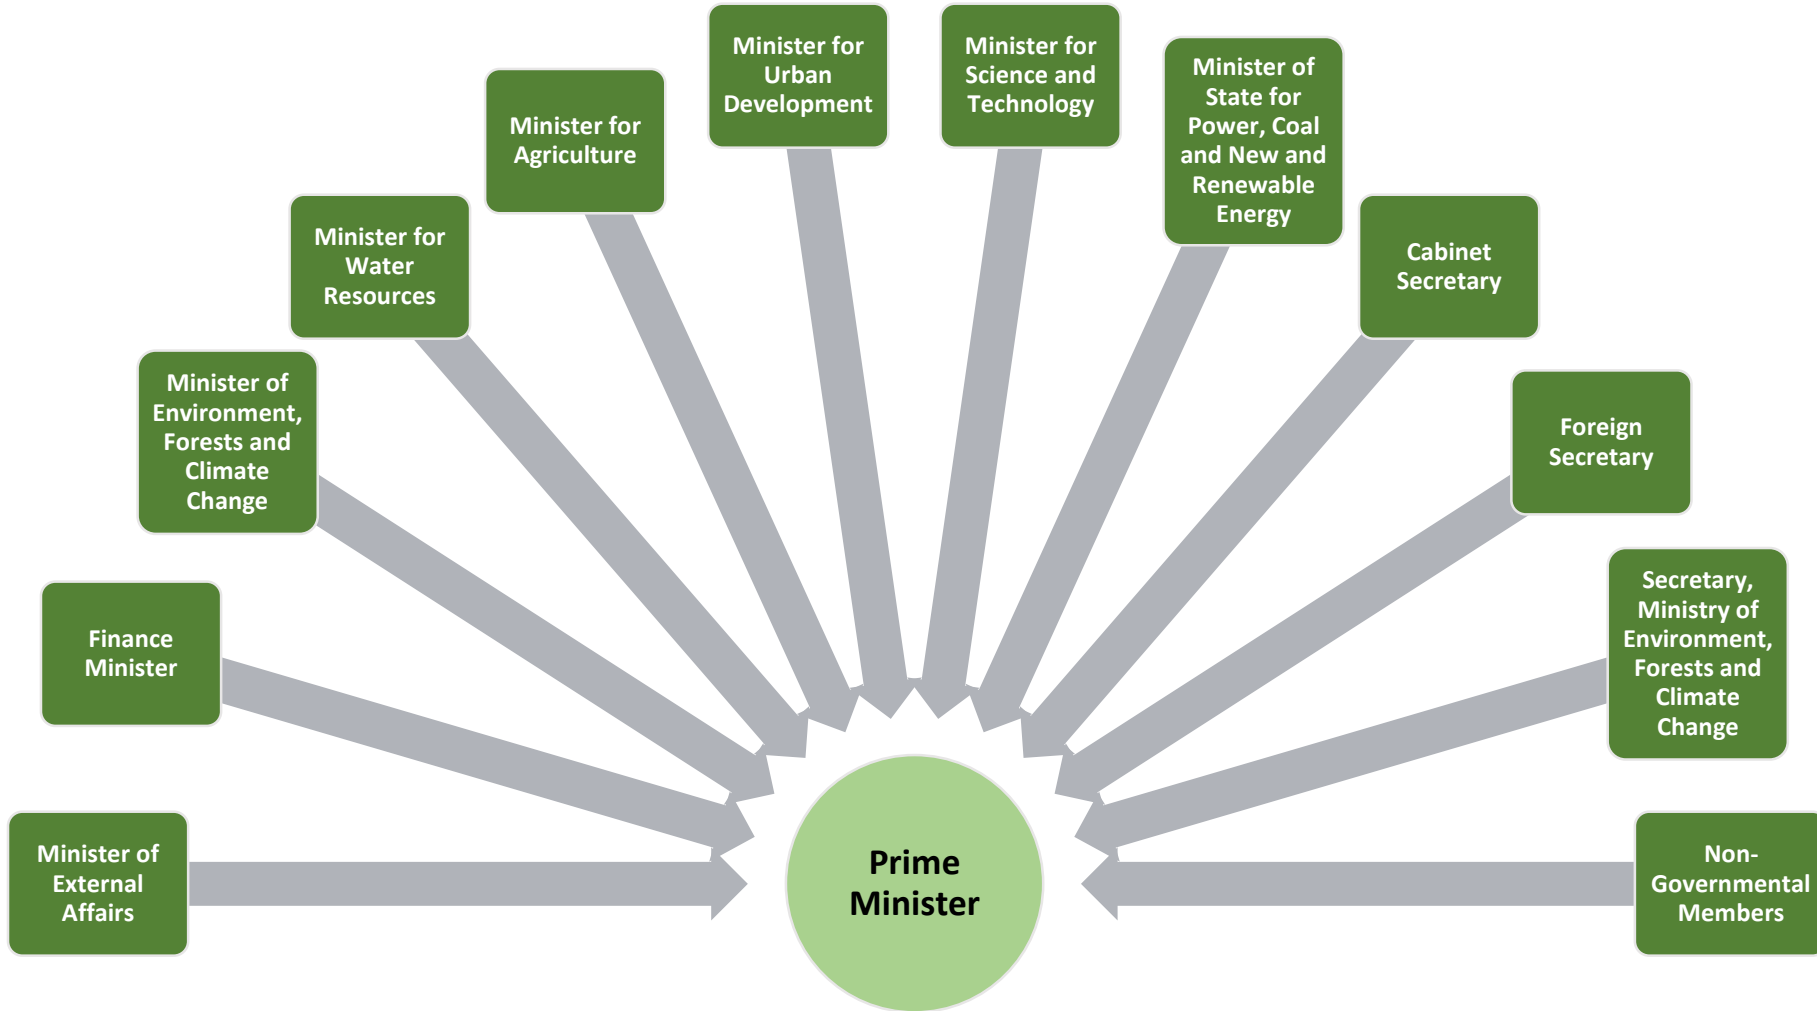 Minister of
External
Affairs
Finance
Minister
Minister of
Environment,
Forests and
Climate
Change
Minister for
Water
Resources
Minister for
Agriculture
Minister for
Urban
Development
Minister for
Science and
Technology
Minister of
State for
Power, Coal
and New and
Renewable
Energy
Cabinet
Secretary
Foreign
Secretary
Secretary,
Ministry of
Environment,
Forests and
Climate
Change
Non-
Governmental
Members
Prime
Minister